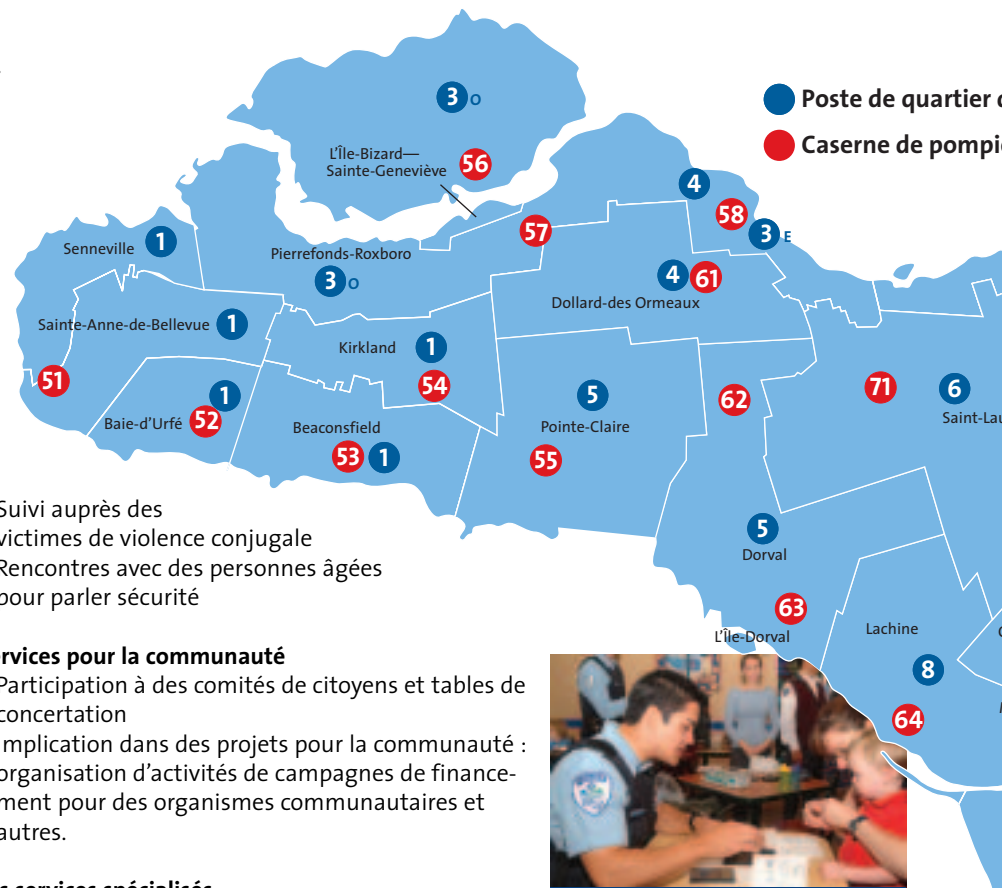 3 O
Poste de quartier
Caserne de
L'Île-Bizard—
Sainte-Geneviève
56
4
58
3 E
57
Senneville 1
Pierrefonds-Roxboro
3 O
4 61
Dollard-des Ormeaux
Sainte-Anne-de-Bellevue 1
Kirkland 1
51
54
1
Baie-d'Urfé 52
Beaconsfield
53 1
5
Pointe-Claire
55
62
71
6
5
Dorval
63
L'Île-Dorval
Lachine
8
64
Suivi auprès des
victimes de violence conjugale
Rencontres avec des personnes âgées
pour parler sécurité
pour la communauté
Participation à des comités de citoyens et tables de
concertation
Implication dans des projets pour la communauté :
organisation d'activités de campagnes de finance-
ment pour des organismes communautaires et
autres.
services spécialisés